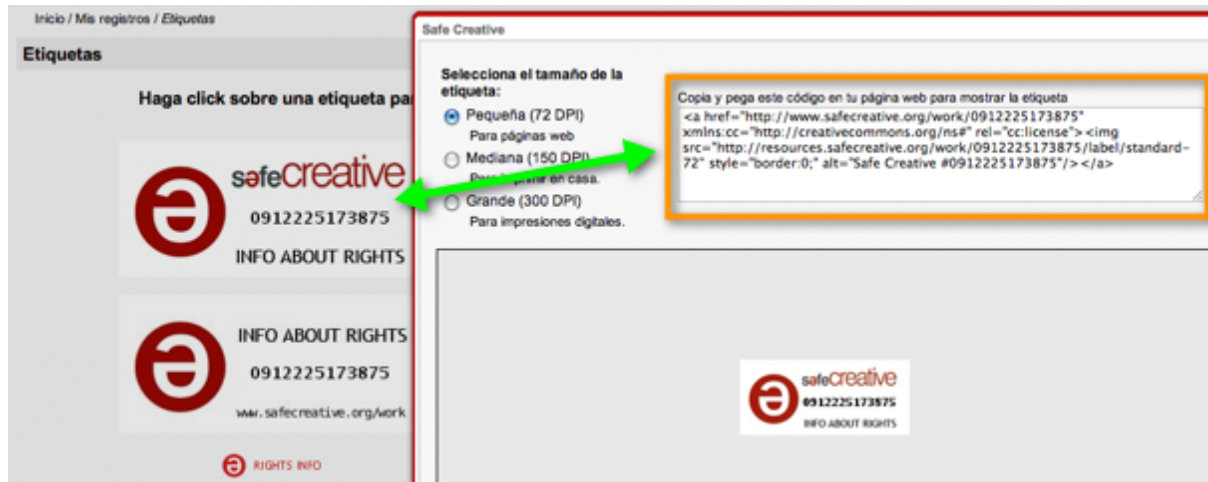 Inicio / Mis registros / Etiquetas
Etiquetas
Haga click sobre una etiqueta pa
safeCreative
0912225173875
INFO ABOUT RIGHTS
INFO ABOUT RIGHTS
0912225173875
www.safecreative.org/work
RIGHTS INFO
Safe Creative
Selecciona el tamaño de la
etiqueta:
Pequeña (72 DPI)
Para páginas web
Mediana (150 DPI)
Para imprimir en casa.
Grande (300 DPI)
Para impresiones digitales.
Copia y pega este código en tu página web para mostrar la etiqueta
<a href="http://www.safecreative.org/work/0912225173875"
xmlns:cc="http://creativecommons.org/ns#" rel="cc:license"><img
src="http://resources.safecreative.org/work/0912225173875/label/standard-
72" style="border:0;" alt="Safe Creative #0912225173875"/></a>
safeCreative
0912225173875
INFO ABOUT RIGHTS